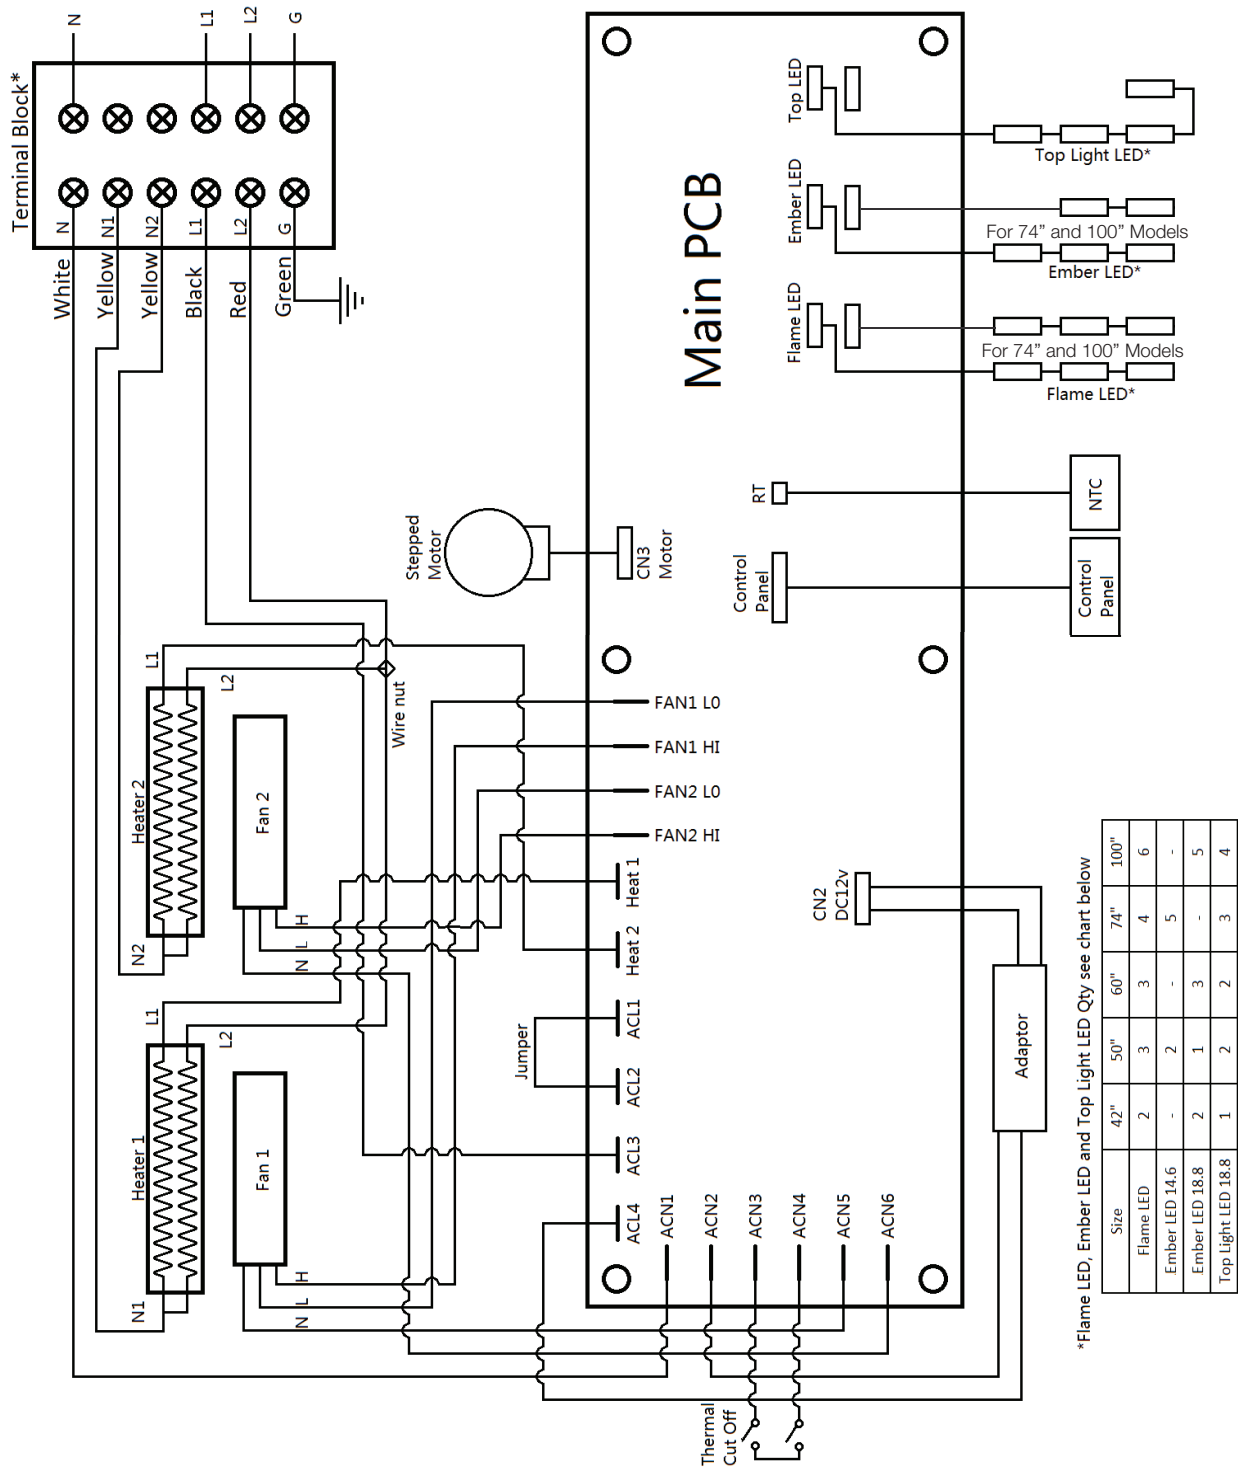 Terminal Block*
N
L1
L2
G
N
N1
N2
L1
L2
G
White
Yellow
Yellow
Black
Red
Green
Main PCB
Top LED
Ember LED
Flame LED
Top Light LED*
For 74” and 100” Models
Ember LED*
For 74” and 100” Models
Flame LED*
Stepped
Motor
CN3
Motor
RT
NTC
Control
Panel
Control
Panel
L1
L2
Heater 2
N2
Fan 2
H
L
N
Wire nut
FAN1 L0
FAN1 HI
FAN2 L0
FAN2 HI
Heat 1
Heat 2
ACL1
Jumper
ACL2
ACL3
ACL4
L1
L2
Heater 1
N1
Fan 1
H
L
N
CN2
DC12v
Adaptor
ACN1
ACN2
ACN3
ACN4
ACN5
ACN6
Thermal
Cut Off
*Flame LED, Ember LED and Top Light LED Qty see chart below
Size 42" 50" 60" 74" 100"
Flame LED 2 3 3 4 6
Ember LED 14.6 - 2 - 5 -
Ember LED 18.8 2 1 3 - 5
Top Light LED 18.8 1 2 2 3 4